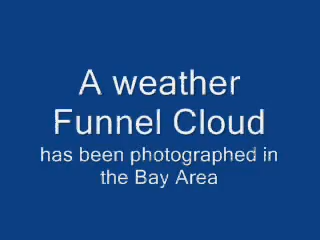 A weather
Funnel Cloud
has been photographed in
the Bay Area